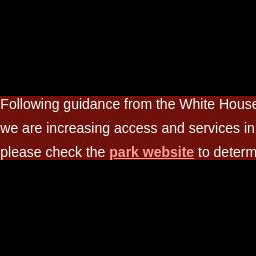 Following guidance from the White House
we are increasing access and services in
please check the park website to determ